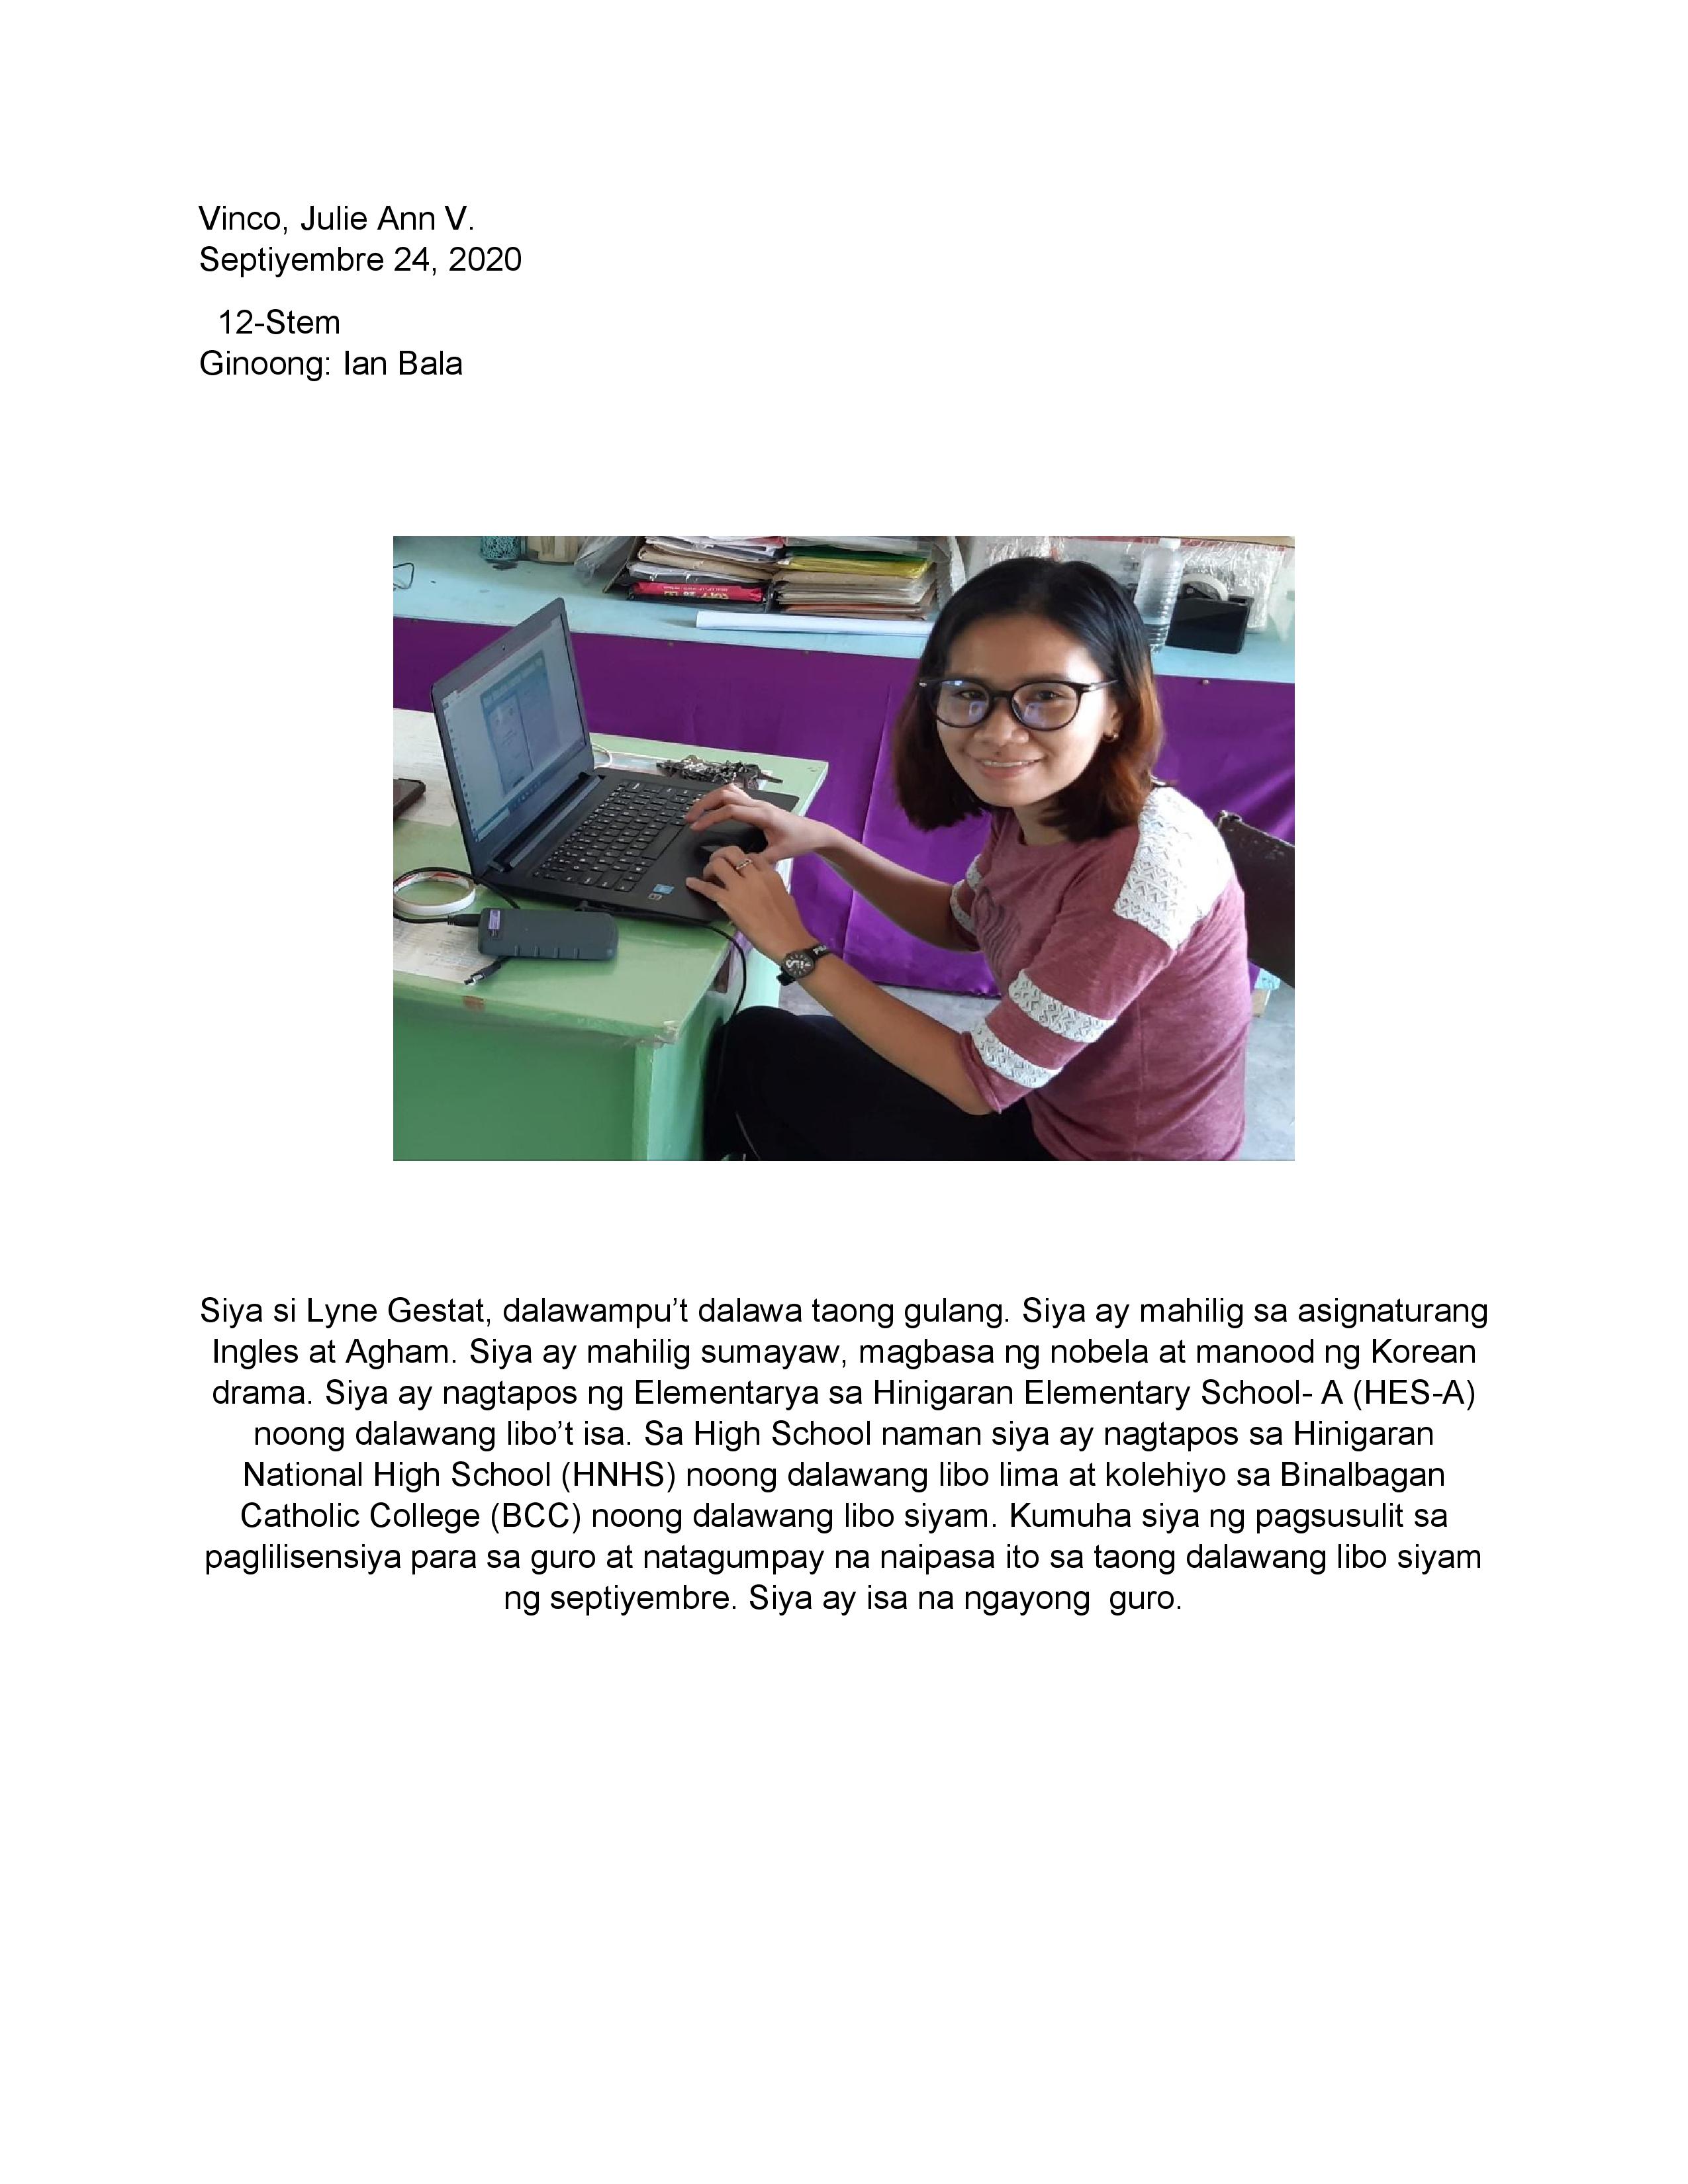 Vinco, Julie Ann V.
Septiyembre 24, 2020
12-Stem
Ginoong: Ian Bala
Siya si Lyne Gestat, dalawampu’t dalawa taong gulang. Siya ay mahilig sa asignaturang
Ingles at Agham. Siya ay mahilig sumayaw, magbasa ng nobela at manood ng Korean
drama. Siya ay nagtapos ng Elementarya sa Hinigaran Elementary School- A (HES-A)
noong dalawang libo’t isa. Sa High School naman siya ay nagtapos sa Hinigaran
National High School (HNHS) noong dalawang libo lima at kolehiyo sa Binalbagan
Catholic College (BCC) noong dalawang libo siyam. Kumuha siya ng pagsusulit sa
paglilisensiya para sa guro at natagumpay na naipasa ito sa taong dalawang libo siyam
ng septiyembre. Siya ay isa na ngayong  guro.